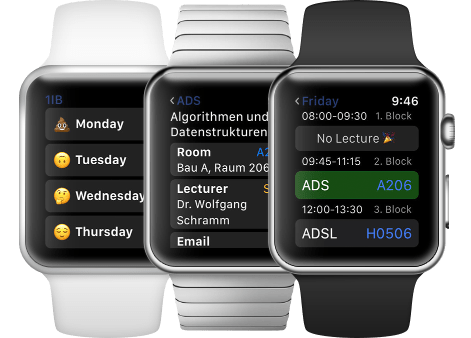 1IB
Monday
Tuesday
Wednesday
Thursday
ADS
Algorithmen und
Datenstrukturen
Room
Bau A, Raum 206
Lecturer
Dr. Wolfgang
Schramm
Email
Friday 9:46
08:00-09:30 1. Block
No Lecture 🎉
09:45-11:15 2. Block
ADS A206
12:00-13:30 3. Block
ADSL H0506